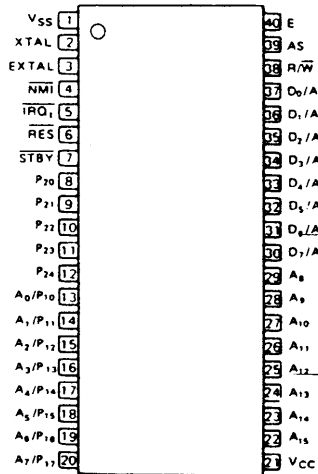 V_SS 1
XTAL 2
EXTAL 3
NMI 4
IRQ₁ 5
RES 6
STBY 7
P₂₀ 8
P₂₁ 9
P₂₂ 10
P₂₃ 11
P₂₄ 12
A₀/P₁₀ 13
A₁/P₁₁ 14
A₂/P₁₂ 15
A₃/P₁₃ 16
A₄/P₁₄ 17
A₅/P₁₅ 18
A₆/P₁₆ 19
A₇/P₁₇ 20
40 E
39 AS
38 R/W
37 D₀/A
36 D₁/A
35 D₂/A
34 D₃/A
33 D₄/A
32 D₅/A
31 D₆/A
30 D₇/A
29 A₈
28 A₉
27 A₁₀
26 A₁₁
25 A₁₂
24 A₁₃
23 A₁₄
22 A₁₅
21 V_CC